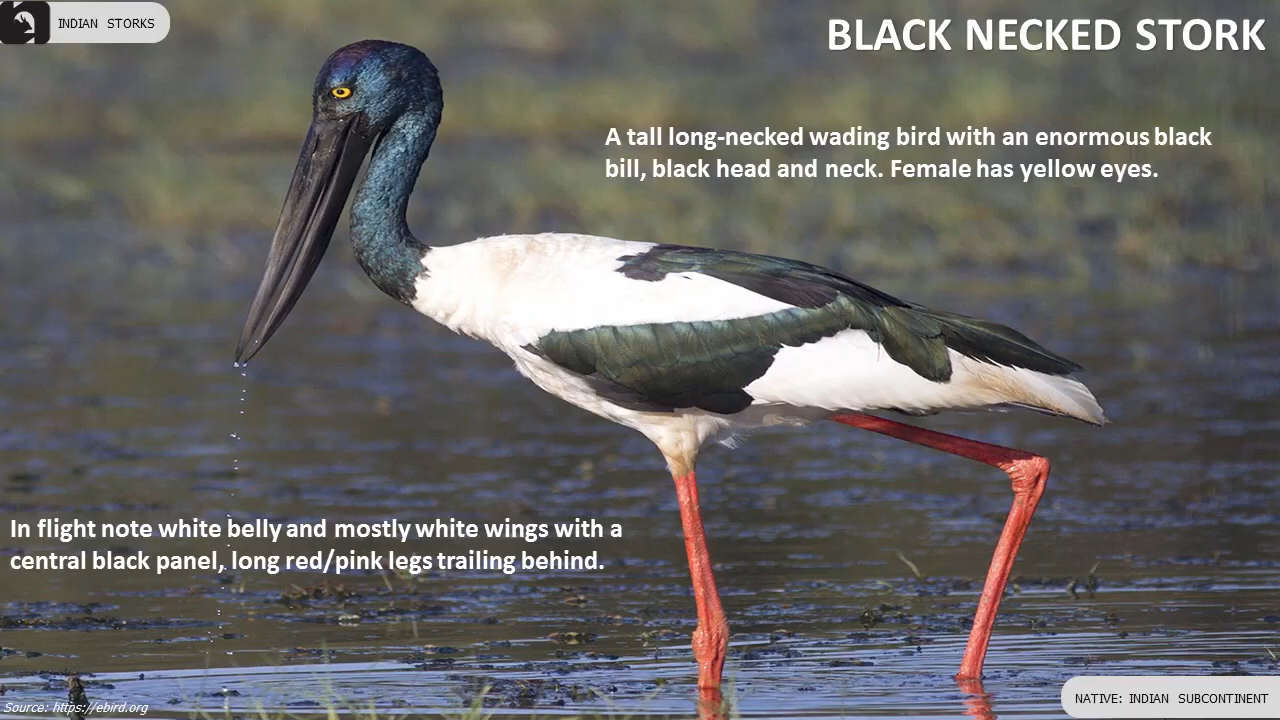 INDIAN STORKS
BLACK NECKED STORK
A tall long-necked wading bird with an enormous black
bill, black head and neck. Female has yellow eyes.
In flight note white belly and mostly white wings with a
central black panel, long red/pink legs trailing behind.
Source: https://ebird.org
NATIVE: INDIAN SUBCONTINENT